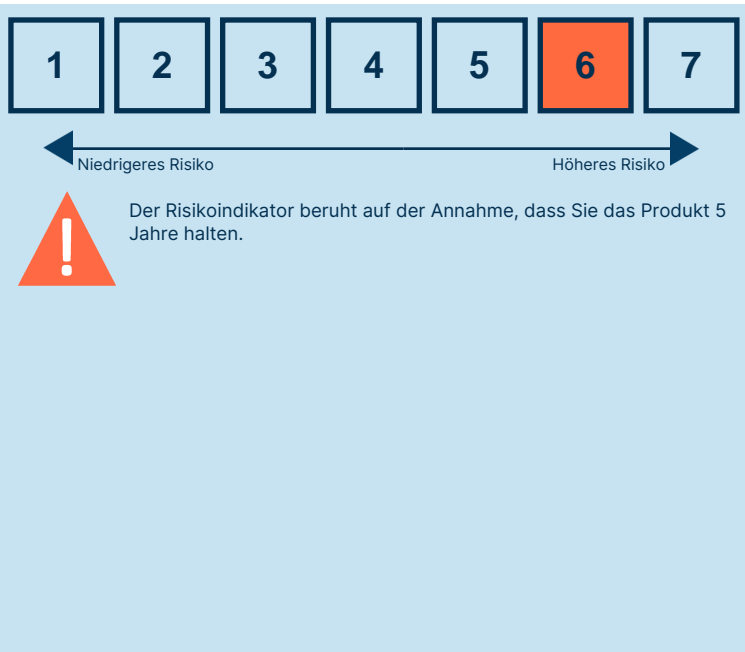 1 2 3 4 5 6 7
Niedrigeres Risiko Höheres Risiko
Der Risikoindikator beruht auf der Annahme, dass Sie das Produkt 5
Jahre halten.